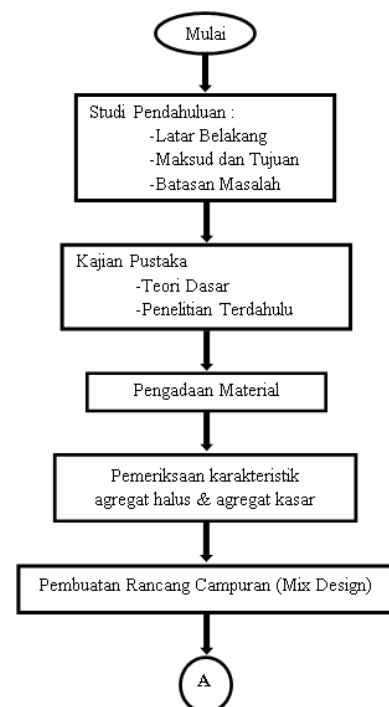 Mulai
Studi Pendahuluan :
-Latar Belakang
-Maksud dan Tujuan
-Batasan Masalah
Kajian Pustaka
-Teori Dasar
-Penelitian Terdahulu
Pengadaan Material
Pemeriksaan karakteristik
agregat halus & agregat kasar
Pembuatan Rancang Campuran (Mix Design)
A